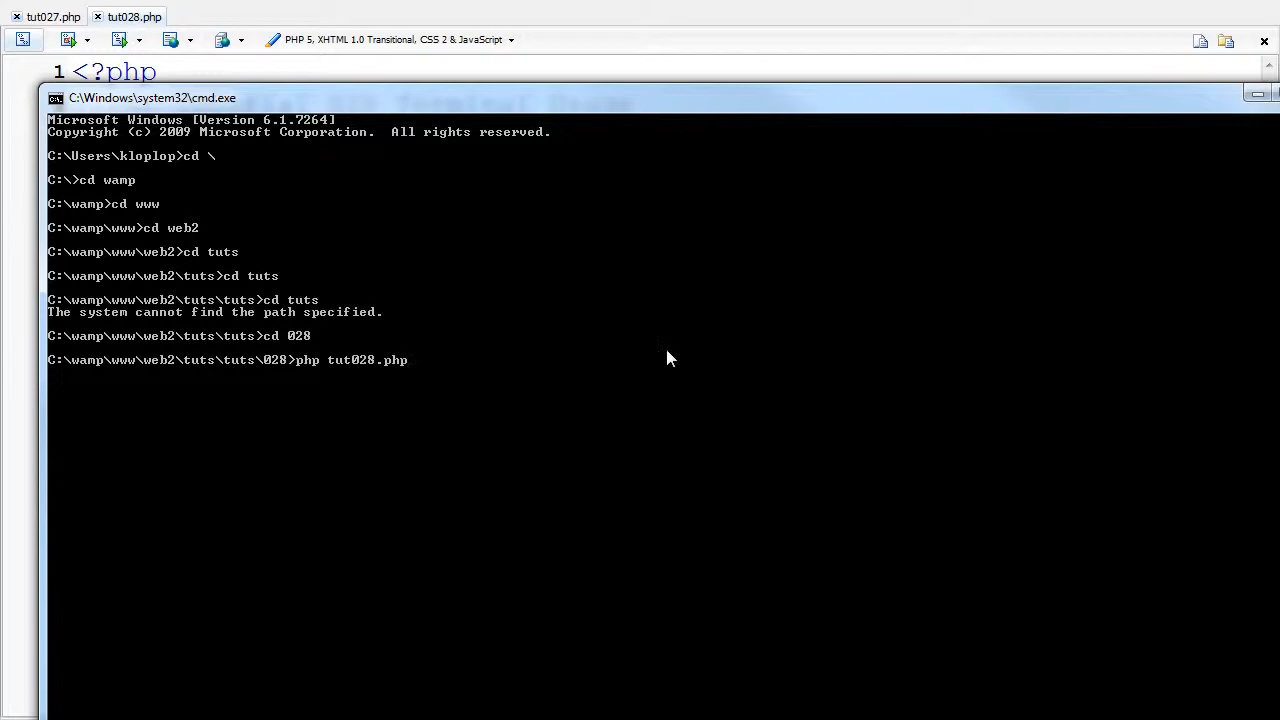 tut027.php
tut028.php
PHP 5, XHTML 1.0 Transitional, CSS 2 & JavaScript
1 <?php
C:\Windows\system32\cmd.exe
Terminal Usage
Microsoft Windows [Version 6.1.7264]
Copyright (c) 2009 Microsoft Corporation.  All rights reserved.
C:\Users\kloplop>cd \
C:\>cd wamp
C:\wamp>cd www
C:\wamp\www>cd web2
C:\wamp\www\web2>cd tuts
C:\wamp\www\web2\tuts>cd tuts
C:\wamp\www\web2\tuts\tuts>cd tuts
The system cannot find the path specified.
C:\wamp\www\web2\tuts\tuts>cd 028
C:\wamp\www\web2\tuts\tuts\028>php tut028.php